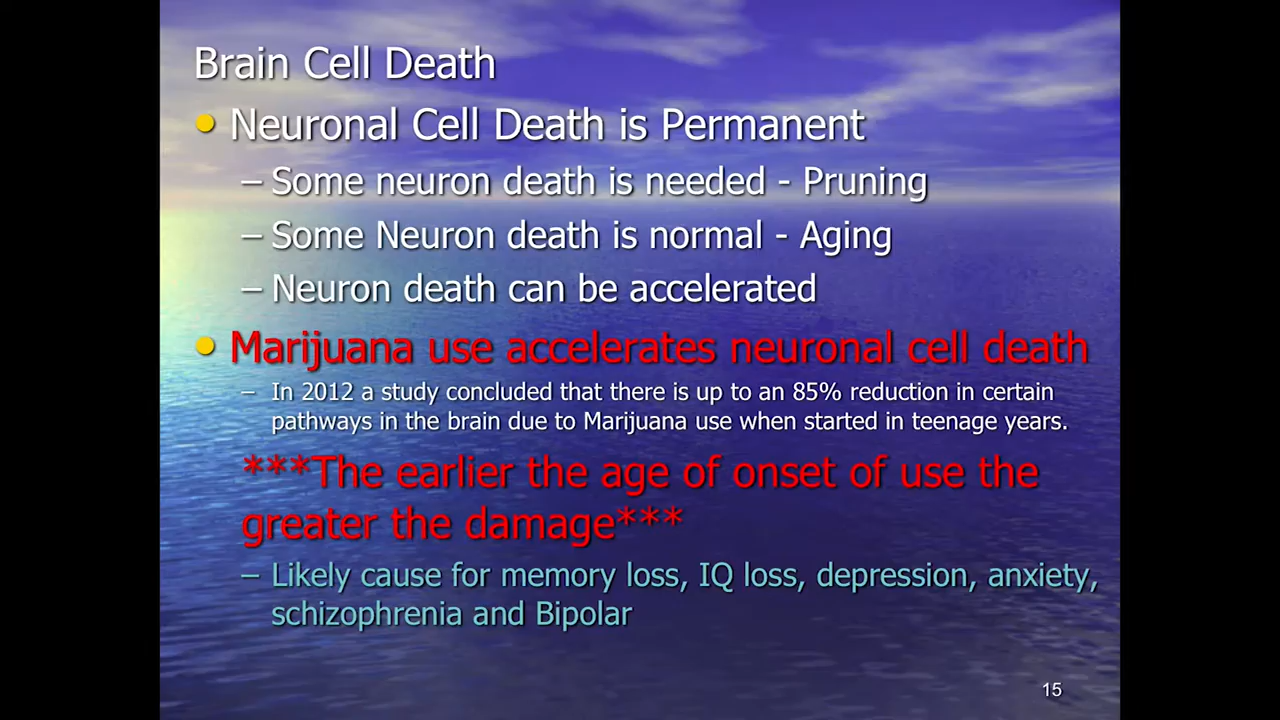 Brain Cell Death
• Neuronal Cell Death is Permanent
– Some neuron death is needed - Pruning
– Some Neuron death is normal - Aging
– Neuron death can be accelerated
• Marijuana use accelerates neuronal cell death
– In 2012 a study concluded that there is up to an 85% reduction in certain
pathways in the brain due to Marijuana use when started in teenage years.
***The earlier the age of onset of use the
greater the damage***
– Likely cause for memory loss, IQ loss, depression, anxiety,
schizophrenia and Bipolar
15